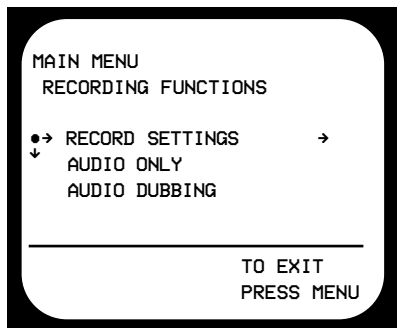 MAIN MENU
RECORDING FUNCTIONS
●→ RECORD SETTINGS →
↓ AUDIO ONLY
AUDIO DUBBING
TO EXIT
PRESS MENU